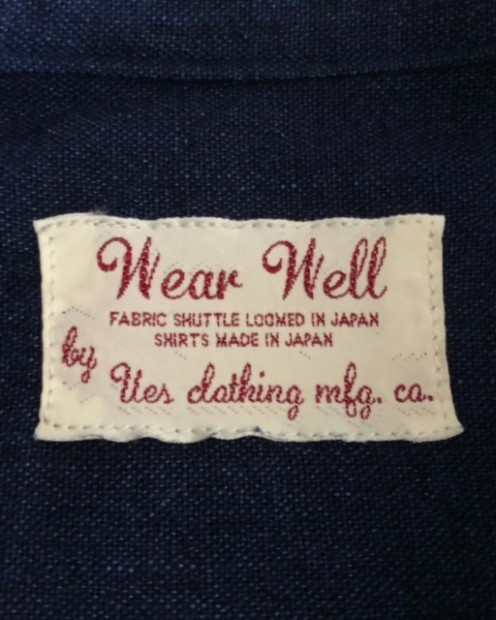 Wear Well
FABRIC SHUTTLE LOOMED IN JAPAN
SHIRTS MADE IN JAPAN
by Ues clothing mfg. co.